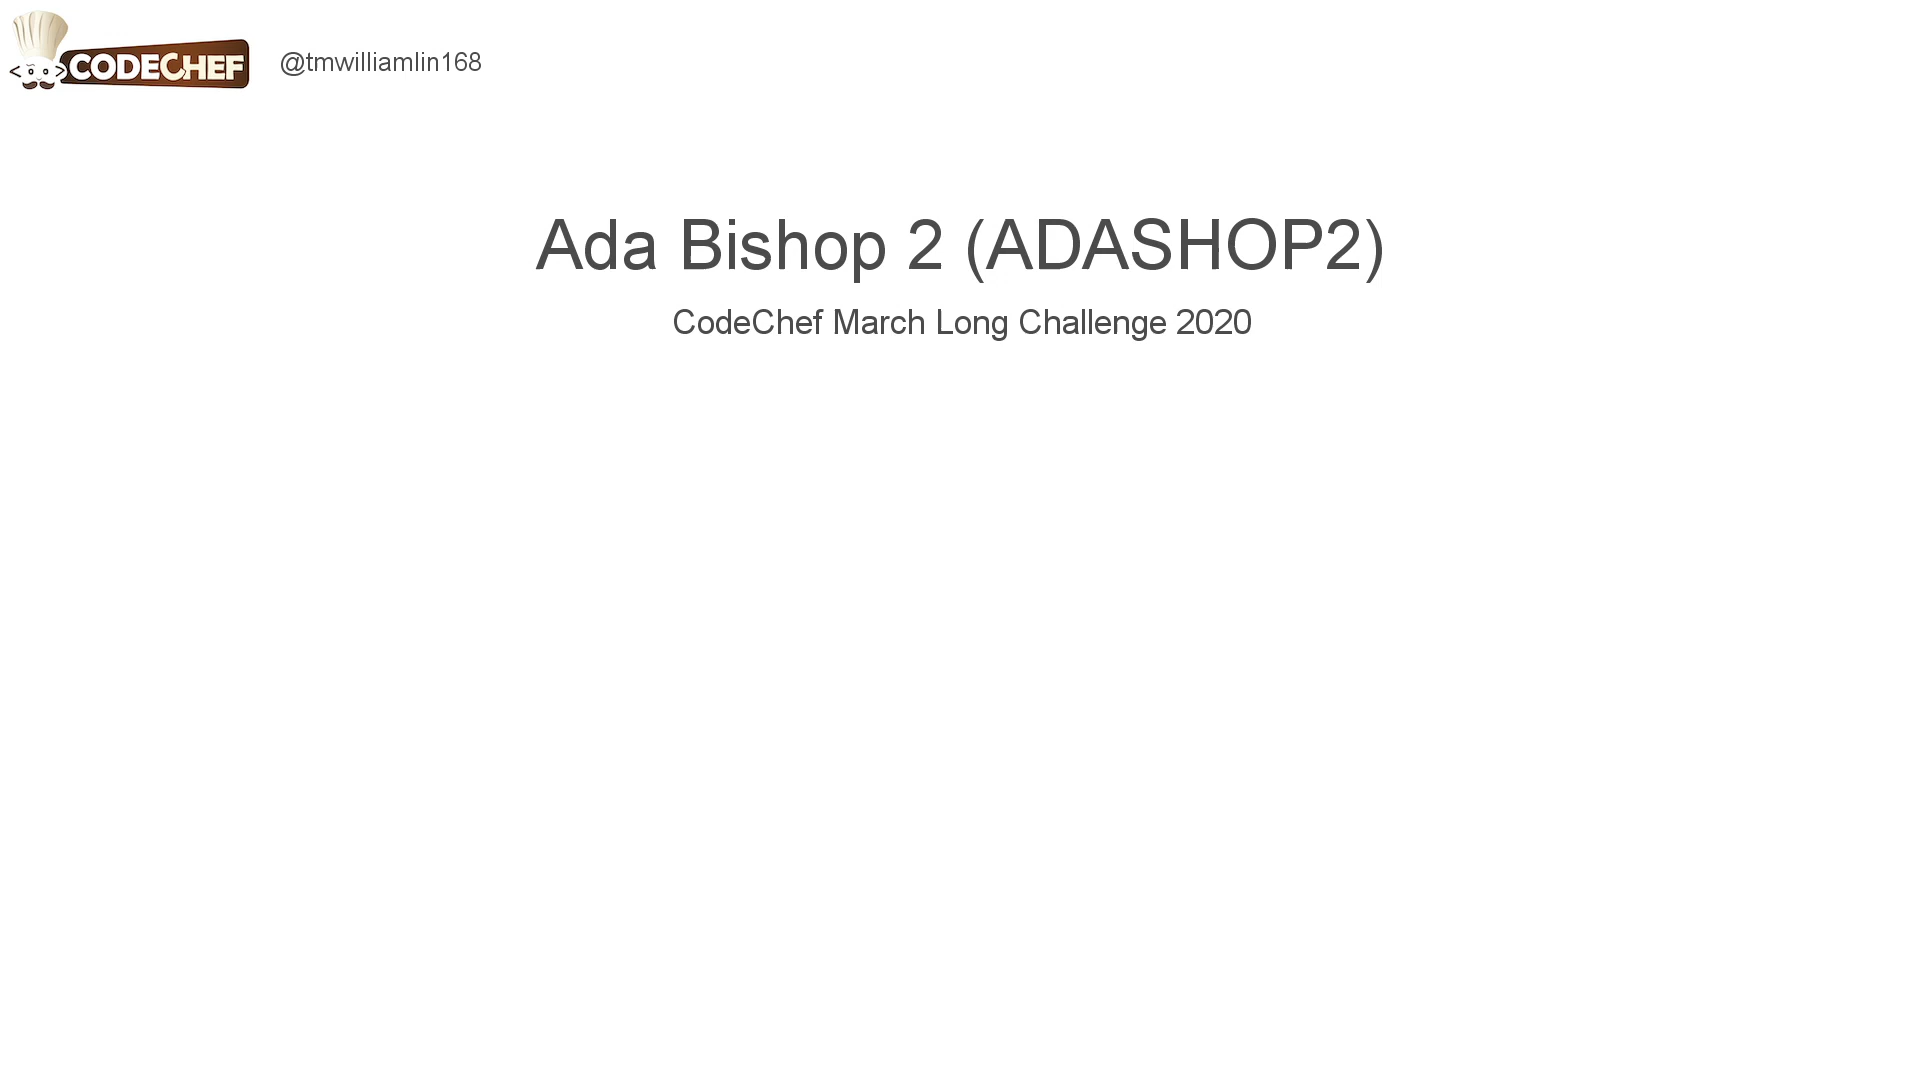 CODECHEF
@tmwilliamlin168
Ada Bishop 2 (ADASHOP2)
CodeChef March Long Challenge 2020